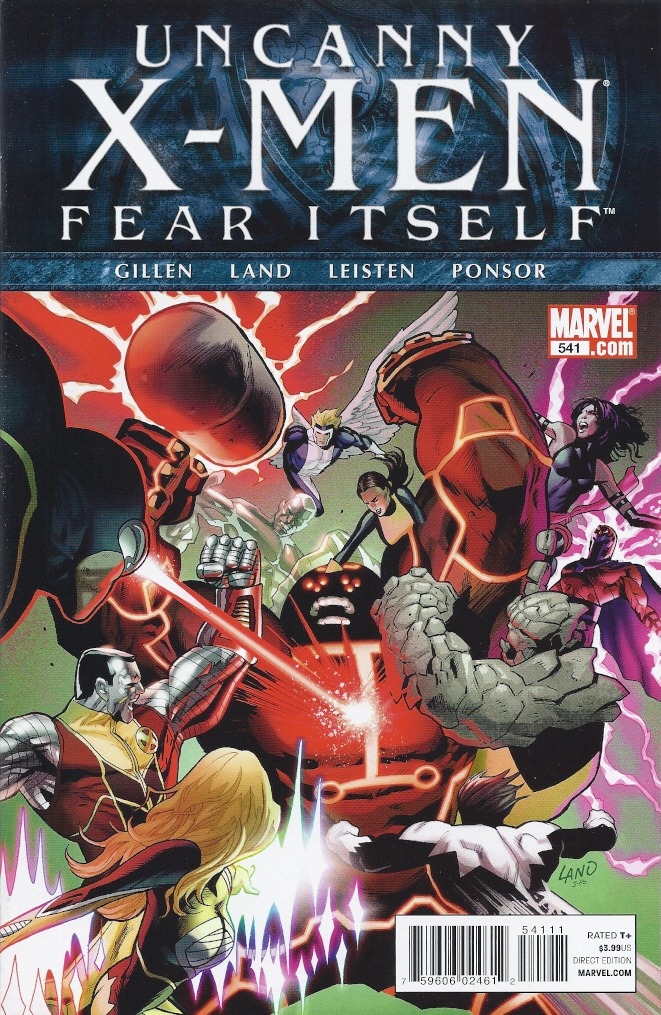 UNCANNY
X-MEN®
FEAR ITSELF™
GILLEN LAND LEISTEN PONSOR
MARVEL®
541 .com
LAND
54111
RATED T+
$3.99US
DIRECT EDITION
MARVEL.COM
7 59606 02461 2